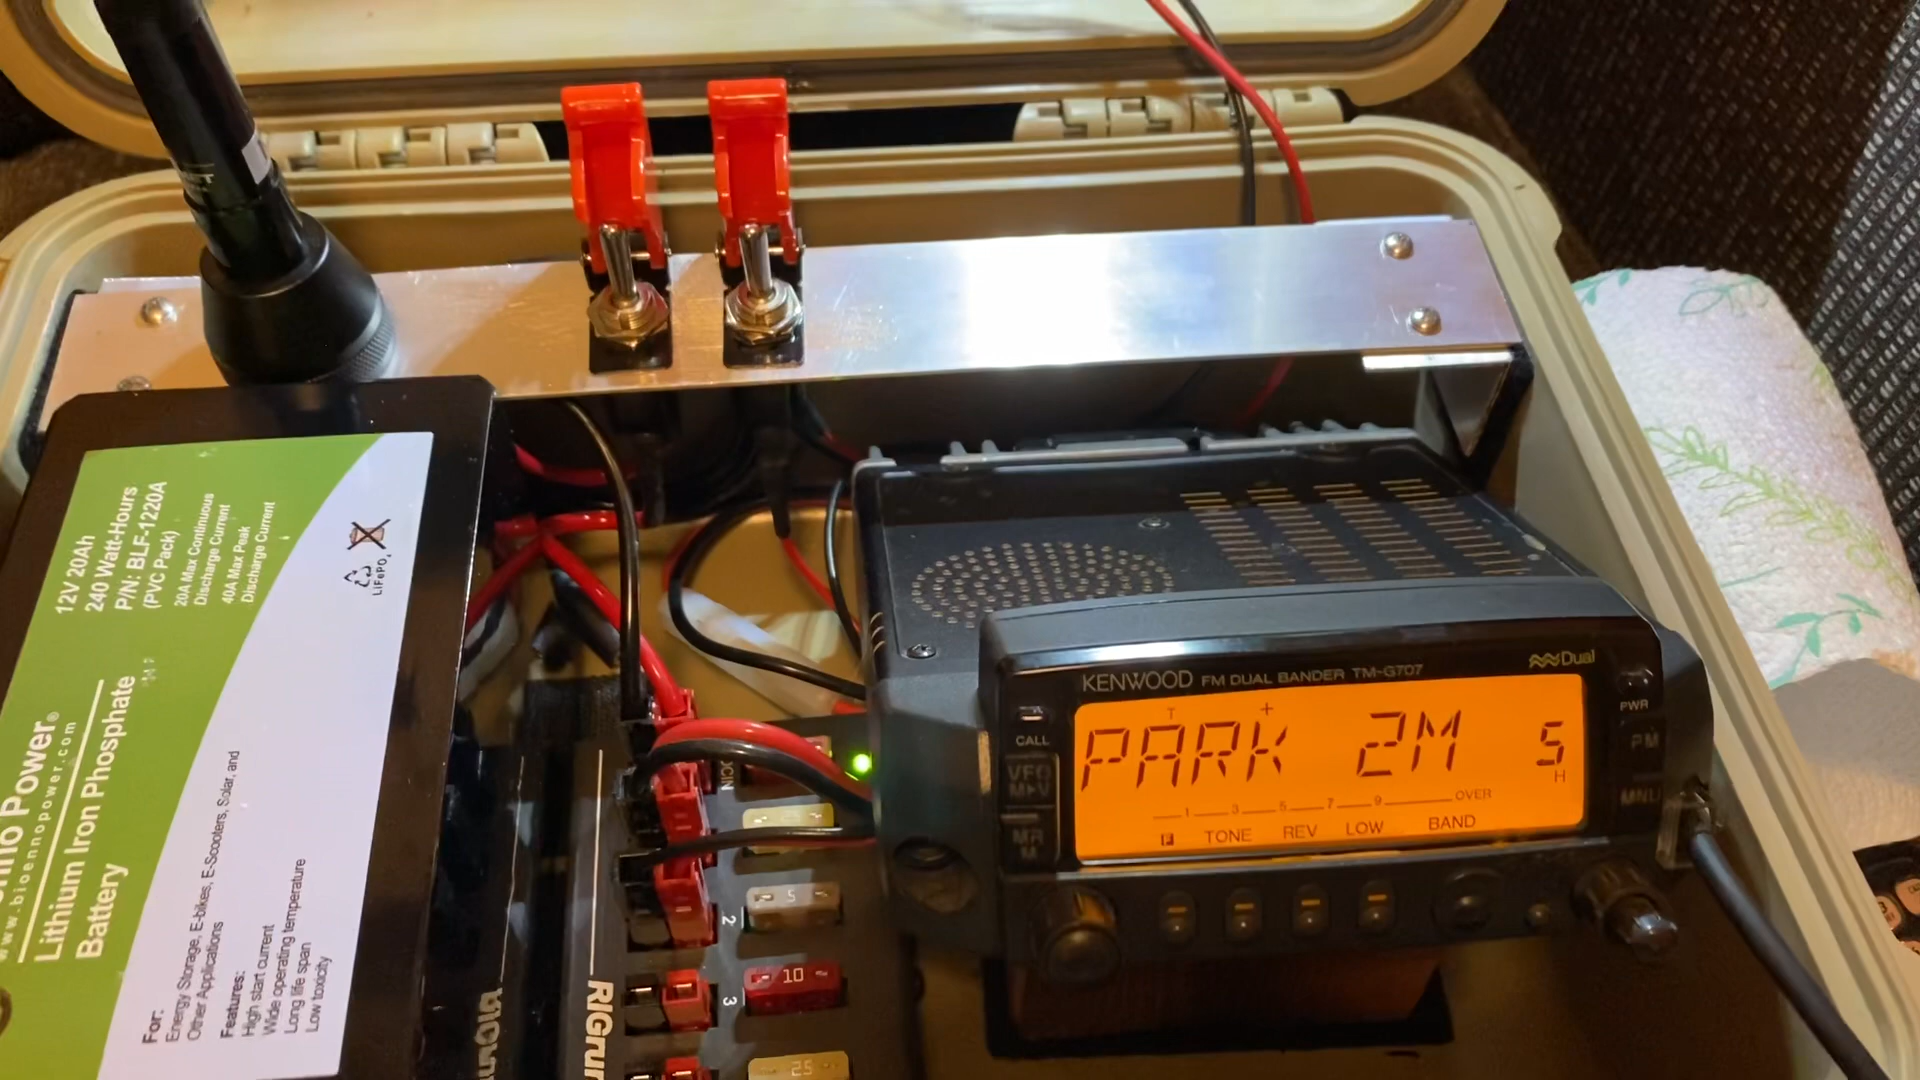 12V 20Ah
240 Watt-Hours
P/N: BLF-1220A
(PVC Pack)
20A Max Continuous
Discharge Current
40A Max Peak
Discharge Current
LiFePO4
Power®
www.bioennopower.com
Lithium Iron Phosphate
Battery
For:
Energy Storage, E-bikes, E-Scooters, Solar, and
Other Applications
Features:
High start current
Wide operating temperature
Long life span
Low toxicity
RIGrun
2
3
5
10
25
KENWOOD FM DUAL BANDER TM-G707
Dual
CALL
VFO
MR
M
T +
PARK 2M 5
H
1 3 5 7 9 OVER
F TONE REV LOW BAND
PWR
PM